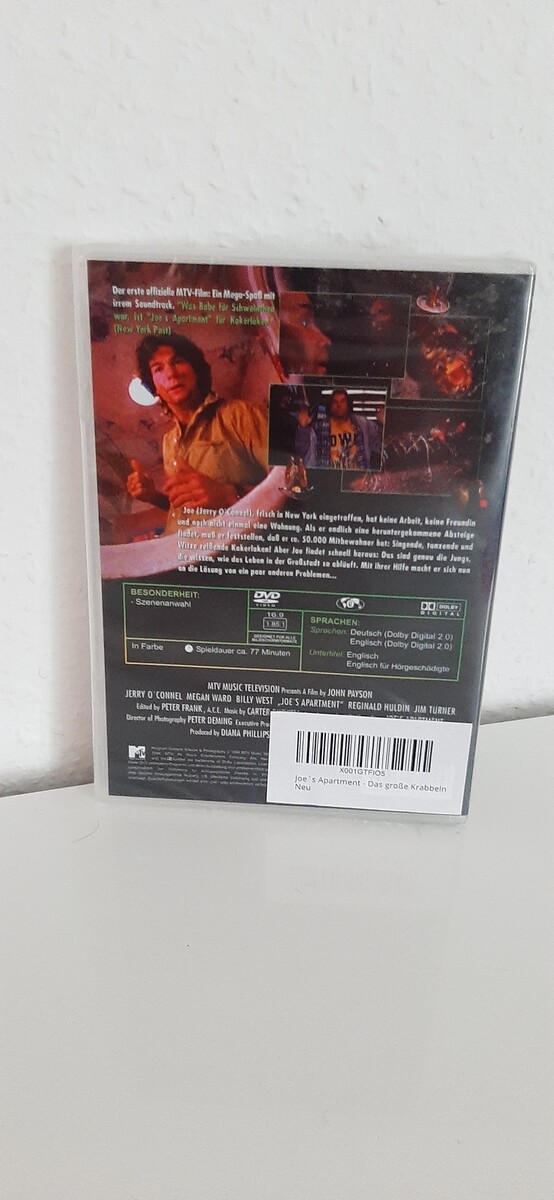 Der erste offizielle MTV-Film: Ein Mega-Spaß mit
irrem Soundtrack. "Was Babe für Schweinchen
war, ist "Joe´s Apartment" für Kakerlaken."
(New York Post)
Joe (Jerry O'Connel), frisch in New York eingetroffen, hat keine Arbeit, keine Freundin
und noch nicht einmal eine Wohnung. Als er endlich eine heruntergekommene Absteige
findet, muß er feststellen, daß er ca. 50.000 Mitbewohner hat: Singende, tanzende und
Witze reißende Kakerlaken! Aber Joe findet schnell heraus: Das sind genau die Jungs,
die wissen, wie das Leben in der Großstadt so abläuft. Mit ihrer Hilfe macht er sich nun
an die Lösung von ein paar anderen Problemen...
BESONDERHEIT:
- Szenenanwahl
DVD
VIDEO
16:9
1.85:1
DOLBY
DIGITAL
SPRACHEN:
Sprachen: Deutsch (Dolby Digital 2.0)
Englisch (Dolby Digital 2.0)
Untertitel: Englisch
Englisch für Hörgeschädigte
In Farbe
Spieldauer ca. 77 Minuten
MTV MUSIC TELEVISION Presents A Film by JOHN PAYSON
JERRY O´CONNEL MEGAN WARD BILLY WEST „JOE'S APARTMENT" REGINALD HULDIN JIM TURNER
Edited by PETER FRANK, A.C.E. Music by CARTER
Director of Photography PETER DEMING Executive
Produced by DIANA PHILLIPS
MTV
X001GTFIO5
Joe´s Apartment - Das große Krabbeln
Neu